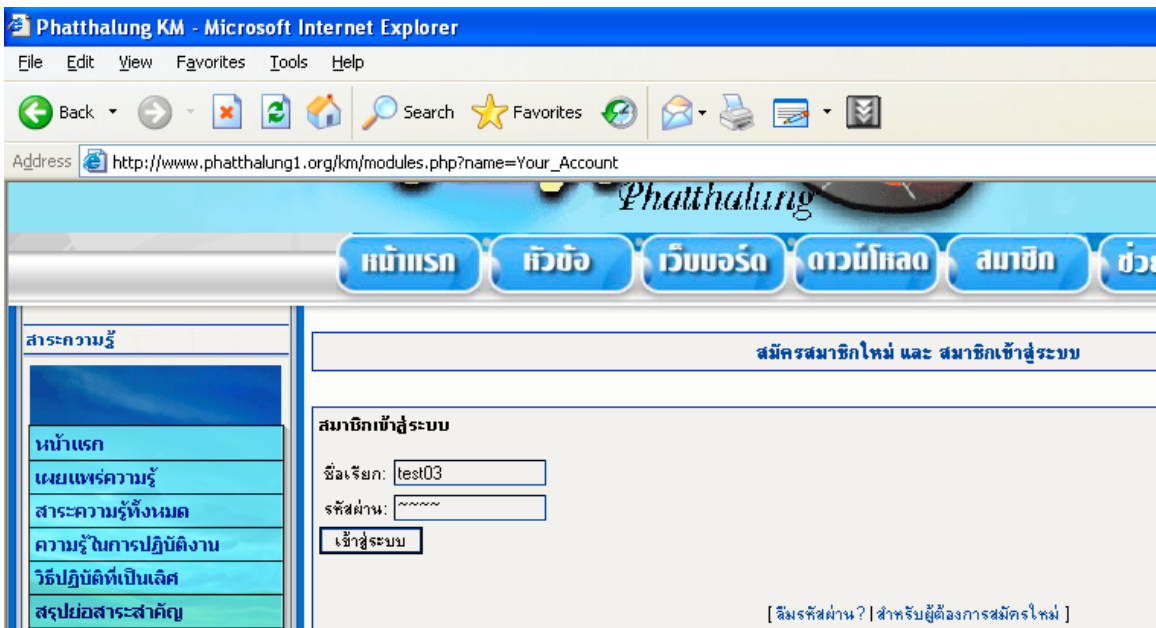 Phatthalung KM - Microsoft Internet Explorer
File Edit View Favorites Tools Help
Back Search Favorites
Address http://www.phatthalung1.org/km/modules.php?name=Your_Account
Phatthalung
หน้าแรก หัวข้อ เว็บบอร์ด ดาวน์โหลด สมาชิก ช่วย
สาระความรู้
สมัครสมาชิกใหม่ และ สมาชิกเข้าสู่ระบบ
หน้าแรก
เผยแพร่ความรู้
สาระความรู้ทั้งหมด
ความรู้ในการปฏิบัติงาน
วิธีปฏิบัติที่เป็นเลิศ
สรุปย่อสาระสำคัญ
สมาชิกเข้าสู่ระบบ
ชื่อเรียก: test03
รหัสผ่าน: ~~~~
เข้าสู่ระบบ
[ ลืมรหัสผ่าน? | สำหรับผู้ต้องการสมัครใหม่ ]